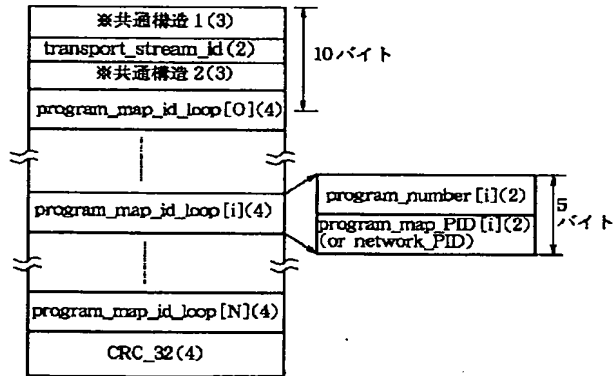 ※共通構造1(3)
transport_stream_id(2)
※共通構造2(3)
program_map_id_loop[0](4)
10バイト
program_map_id_loop[i](4)
program_number[i](2)
program_map_PID[i](2)
(or network_PID)
5
バイト
program_map_id_loop[N](4)
CRC_32(4)